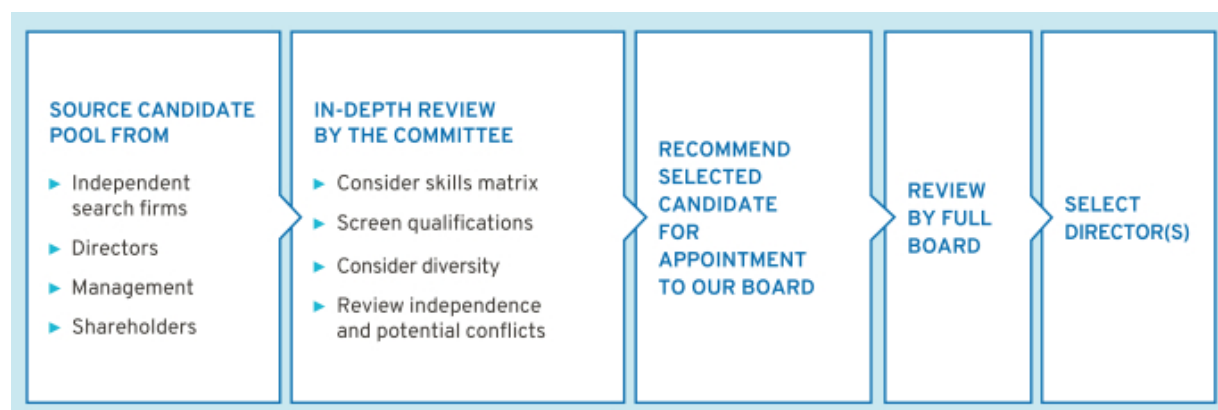 SOURCE CANDIDATE
POOL FROM
► Independent
search firms
► Directors
► Management
► Shareholders
IN-DEPTH REVIEW
BY THE COMMITTEE
► Consider skills matrix
► Screen qualifications
► Consider diversity
► Review independence
and potential conflicts
RECOMMEND
SELECTED
CANDIDATE
FOR
APPOINTMENT
TO OUR BOARD
REVIEW
BY FULL
BOARD
SELECT
DIRECTOR(S)